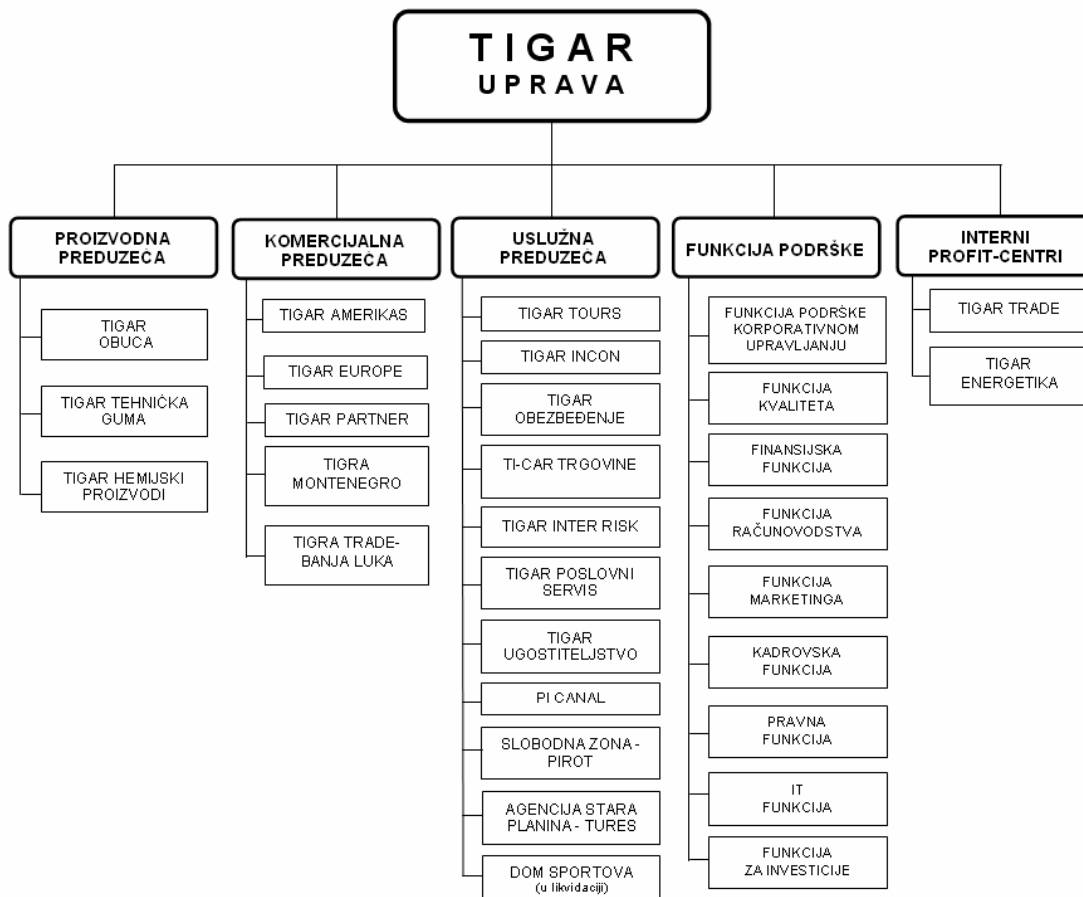 T I G A R
U P R A V A
PROIZVODNA
PREDUZEĆA
TIGAR
OBUĆA
TIGAR TEHNIČKA
GUMA
TIGAR HEMIJSKI
PROIZVODI
KOMERCIJALNA
PREDUZEĆA
TIGAR AMERIKAS
TIGAR EUROPE
TIGAR PARTNER
TIGRA
MONTENEGRO
TIGRA TRADE-
BANJA LUKA
USLUŽNA
PREDUZEĆA
TIGAR TOURS
TIGAR INCON
TIGAR
OBEZBEĐENJE
TI-CAR TRGOVINE
TIGAR INTER RISK
TIGAR POSLOVNI
SERVIS
TIGAR
UGOSTITELJSTVO
PI CANAL
SLOBODNA ZONA -
PIROT
AGENCIJA STARA
PLANINA - TURES
DOM SPORTOVA
(u likvidaciji)
FUNKCIJA PODRŠKE
FUNKCIJA PODRŠKE
KORPORATIVNOM
UPRAVLJANJU
FUNKCIJA
KVALITETA
FINANSIJSKA
FUNKCIJA
FUNKCIJA
RAČUNOVODSTVA
FUNKCIJA
MARKETINGA
KADROVSKA
FUNKCIJA
PRAVNA
FUNKCIJA
IT
FUNKCIJA
FUNKCIJA
ZA INVESTICIJE
INTERNI
PROFIT-CENTRI
TIGAR TRADE
TIGAR
ENERGETIKA